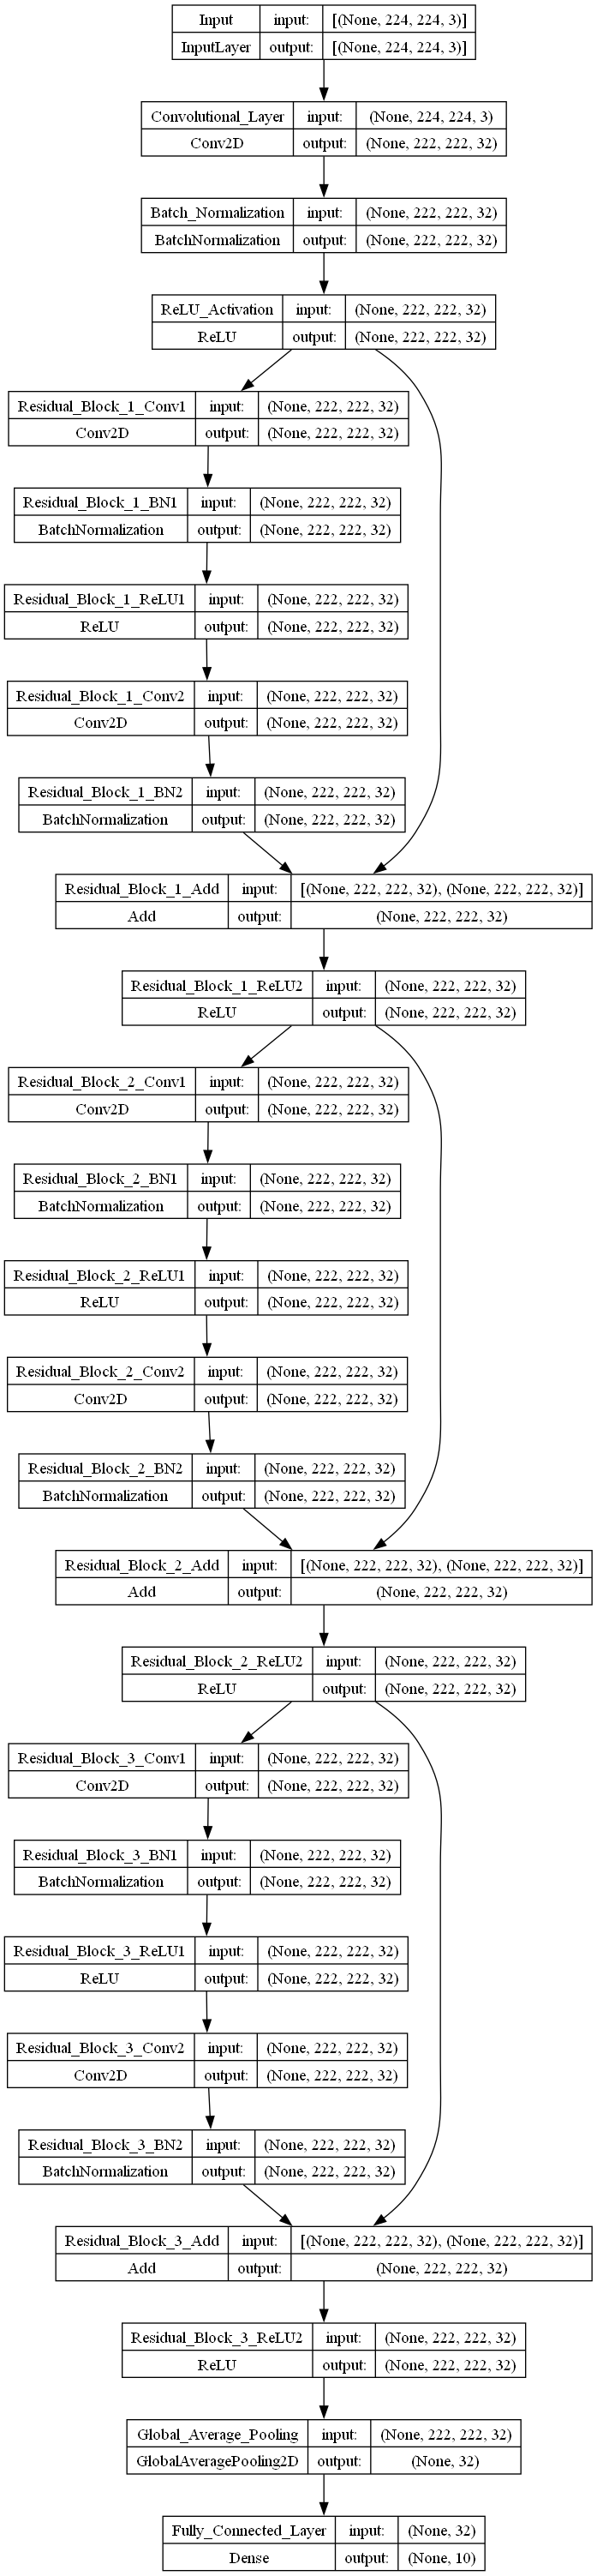 Input input: [(None, 224, 224, 3)]
InputLayer output: [(None, 224, 224, 3)]
Convolutional_Layer input: (None, 224, 224, 3)
Conv2D output: (None, 222, 222, 32)
Batch_Normalization input: (None, 222, 222, 32)
BatchNormalization output: (None, 222, 222, 32)
ReLU_Activation input: (None, 222, 222, 32)
ReLU output: (None, 222, 222, 32)
Residual_Block_1_Conv1 input: (None, 222, 222, 32)
Conv2D output: (None, 222, 222, 32)
Residual_Block_1_BN1 input: (None, 222, 222, 32)
BatchNormalization output: (None, 222, 222, 32)
Residual_Block_1_ReLU1 input: (None, 222, 222, 32)
ReLU output: (None, 222, 222, 32)
Residual_Block_1_Conv2 input: (None, 222, 222, 32)
Conv2D output: (None, 222, 222, 32)
Residual_Block_1_BN2 input: (None, 222, 222, 32)
BatchNormalization output: (None, 222, 222, 32)
Residual_Block_1_Add input: [(None, 222, 222, 32), (None, 222, 222, 32)]
Add output: (None, 222, 222, 32)
Residual_Block_1_ReLU2 input: (None, 222, 222, 32)
ReLU output: (None, 222, 222, 32)
Residual_Block_2_Conv1 input: (None, 222, 222, 32)
Conv2D output: (None, 222, 222, 32)
Residual_Block_2_BN1 input: (None, 222, 222, 32)
BatchNormalization output: (None, 222, 222, 32)
Residual_Block_2_ReLU1 input: (None, 222, 222, 32)
ReLU output: (None, 222, 222, 32)
Residual_Block_2_Conv2 input: (None, 222, 222, 32)
Conv2D output: (None, 222, 222, 32)
Residual_Block_2_BN2 input: (None, 222, 222, 32)
BatchNormalization output: (None, 222, 222, 32)
Residual_Block_2_Add input: [(None, 222, 222, 32), (None, 222, 222, 32)]
Add output: (None, 222, 222, 32)
Residual_Block_2_ReLU2 input: (None, 222, 222, 32)
ReLU output: (None, 222, 222, 32)
Residual_Block_3_Conv1 input: (None, 222, 222, 32)
Conv2D output: (None, 222, 222, 32)
Residual_Block_3_BN1 input: (None, 222, 222, 32)
BatchNormalization output: (None, 222, 222, 32)
Residual_Block_3_ReLU1 input: (None, 222, 222, 32)
ReLU output: (None, 222, 222, 32)
Residual_Block_3_Conv2 input: (None, 222, 222, 32)
Conv2D output: (None, 222, 222, 32)
Residual_Block_3_BN2 input: (None, 222, 222, 32)
BatchNormalization output: (None, 222, 222, 32)
Residual_Block_3_Add input: [(None, 222, 222, 32), (None, 222, 222, 32)]
Add output: (None, 222, 222, 32)
Residual_Block_3_ReLU2 input: (None, 222, 222, 32)
ReLU output: (None, 222, 222, 32)
Global_Average_Pooling input: (None, 222, 222, 32)
GlobalAveragePooling2D output: (None, 32)
Fully_Connected_Layer input: (None, 32)
Dense output: (None, 10)